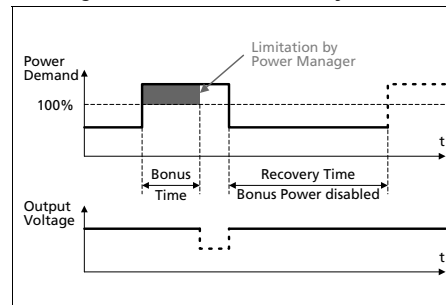 Limitation by
Power Manager
Power
Demand
100%
t
Bonus
Time
Recovery Time
Bonus Power disabled
Output
Voltage
t